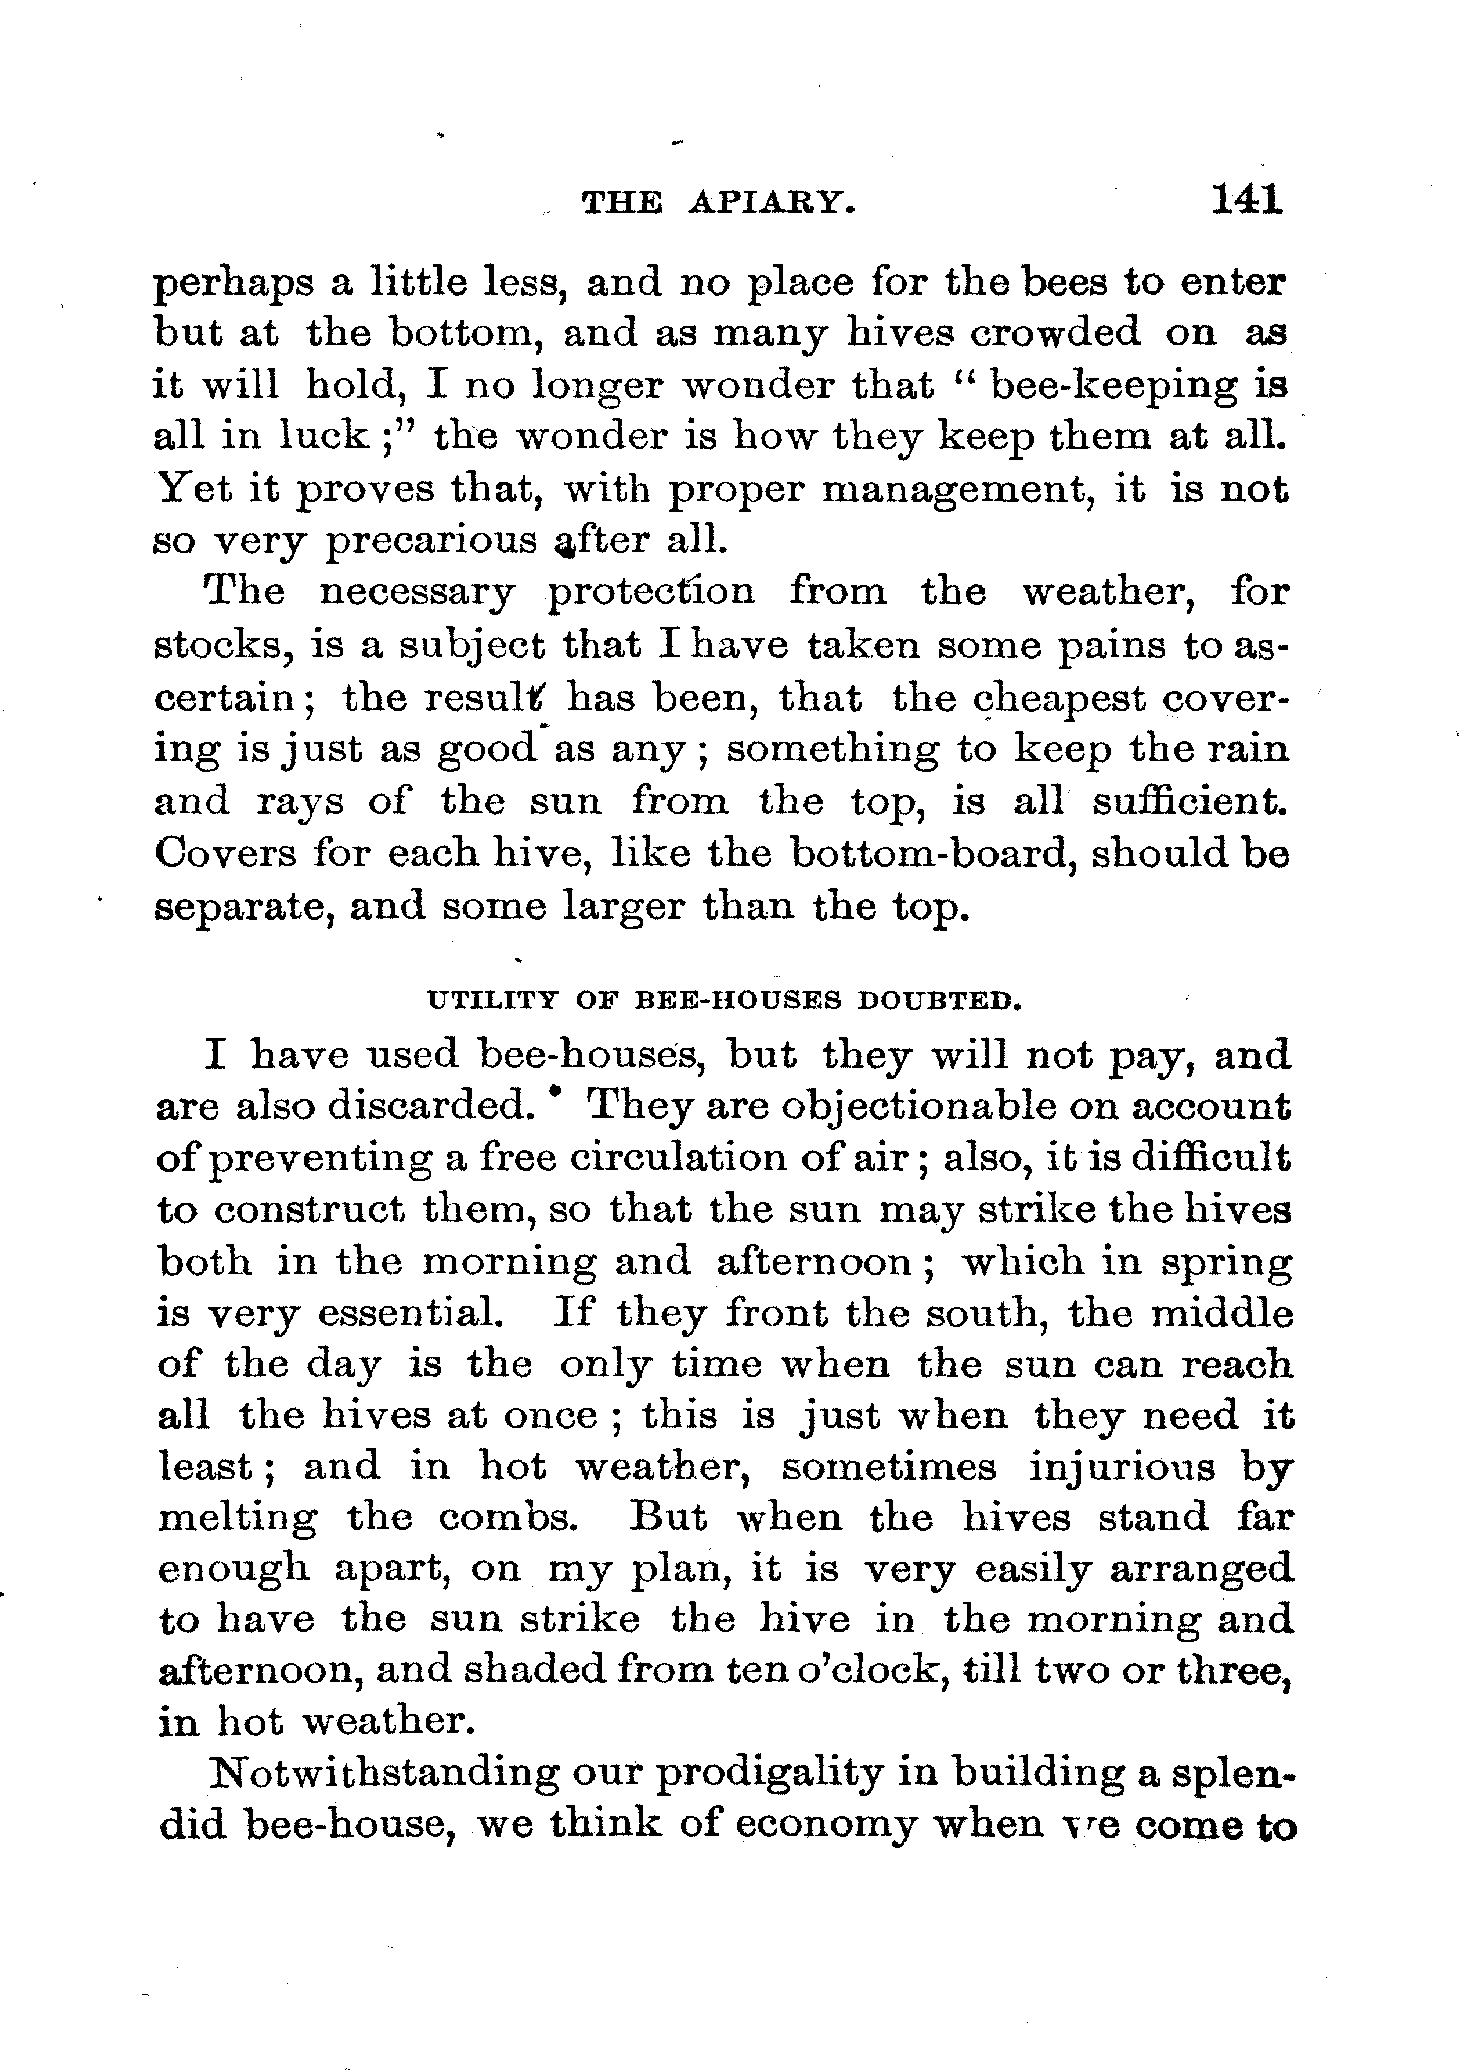 THE APIARY. 141
perhaps a little less, and no place for the bees to enter
but at the bottom, and as many hives crowded on as
it will hold, I no longer wonder that " bee-keeping is
all in luck ;" the wonder is how they keep them at all.
Yet it proves that, with proper management, it is not
so very precarious after all.
The necessary protection from the weather, for
stocks, is a subject that I have taken some pains to as-
certain ; the result has been, that the cheapest cover-
ing is just as good as any ; something to keep the rain
and rays of the sun from the top, is all sufficient.
Covers for each hive, like the bottom-board, should be
separate, and some larger than the top.
UTILITY OF BEE-HOUSES DOUBTED.
I have used bee-houses, but they will not pay, and
are also discarded. They are objectionable on account
of preventing a free circulation of air ; also, it is difficult
to construct them, so that the sun may strike the hives
both in the morning and afternoon ; which in spring
is very essential. If they front the south, the middle
of the day is the only time when the sun can reach
all the hives at once ; this is just when they need it
least ; and in hot weather, sometimes injurious by
melting the combs. But when the hives stand far
enough apart, on my plan, it is very easily arranged
to have the sun strike the hive in the morning and
afternoon, and shaded from ten o'clock, till two or three,
in hot weather.
Notwithstanding our prodigality in building a splen-
did bee-house, we think of economy when we come to